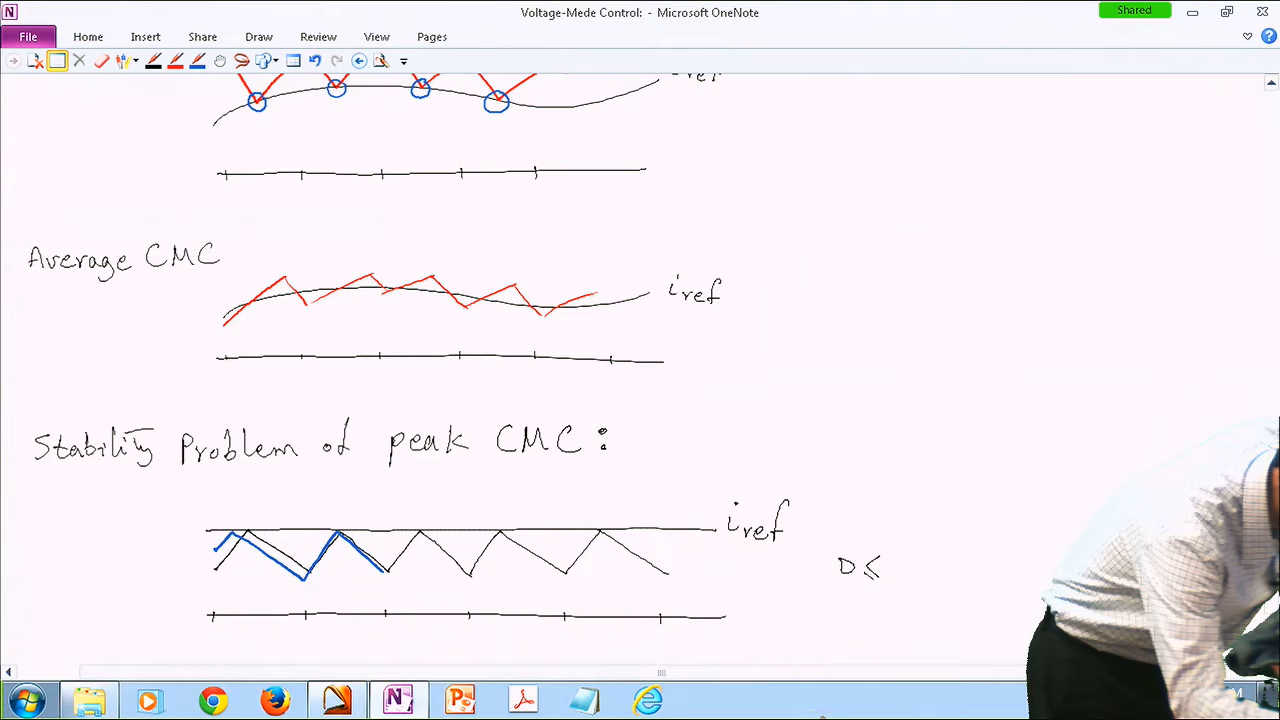 Voltage-Mede Control: - Microsoft OneNote
Shared
File Home Insert Share Draw Review View Pages
iref
Average CMC
iref
Stability Problem of peak CMC:
iref
D≤